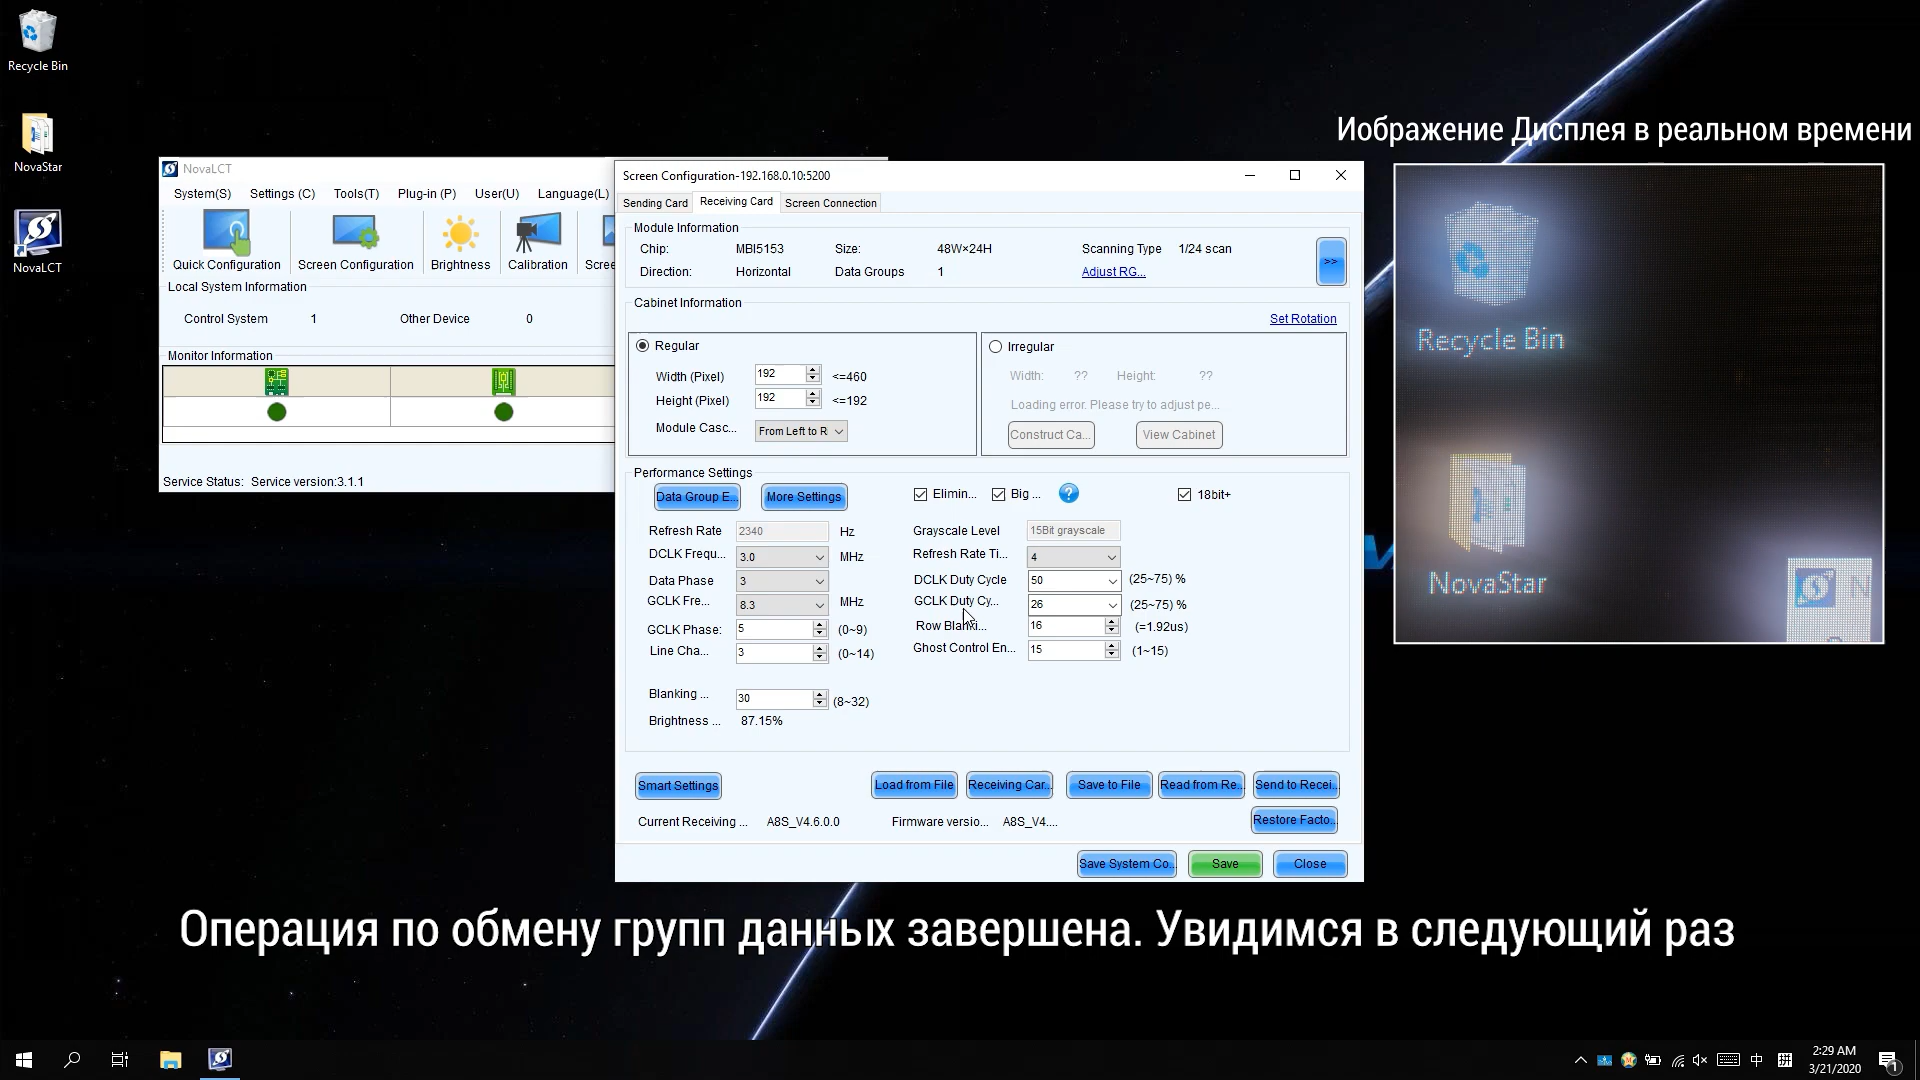 Recycle Bin
NovaStar
NovaLCT
NovaLCT
System(S) Settings (C) Tools(T) Plug-in (P) User(U) Language(L)
Quick Configuration Screen Configuration Brightness Calibration Scree
Local System Information
Control System 1 Other Device 0
Monitor Information
Service Status: Service version:3.1.1
Screen Configuration-192.168.0.10:5200
Sending Card Receiving Card Screen Connection
Module Information
Chip: MBI5153 Size: 48W×24H Scanning Type 1/24 scan
Direction: Horizontal Data Groups 1 Adjust RG...
>>
Cabinet Information
Set Rotation
Regular
Width (Pixel) 192 <=460
Height (Pixel) 192 <=192
Module Casc... From Left to R
Irregular
Width: ?? Height: ??
Loading error. Please try to adjust pe...
Construct Ca... View Cabinet
Performance Settings
Data Group E... More Settings Elimin... Big ... ? 18bit+
Refresh Rate 2340 Hz Grayscale Level 15Bit grayscale
DCLK Frequ... 3.0 MHz Refresh Rate Ti... 4
Data Phase 3 DCLK Duty Cycle 50 (25~75) %
GCLK Fre... 8.3 MHz GCLK Duty Cy... 26 (25~75) %
GCLK Phase: 5 (0~9) Row Blanki... 16 (=1.92us)
Line Cha... 3 (0~14) Ghost Control En... 15 (1~15)
Blanking ... 30 (8~32)
Brightness ... 87.15%
Smart Settings Load from File Receiving Car... Save to File Read from Re... Send to Recei...
Current Receiving ... A8S_V4.6.0.0 Firmware versio... A8S_V4.... Restore Facto...
Save System Co... Save Close
Иображение Дисплея в реальном времени
Recycle Bin
NovaStar
N
Операция по обмену групп данных завершена. Увидимся в следующий раз
中 拼 2:29 AM
3/21/2020
1